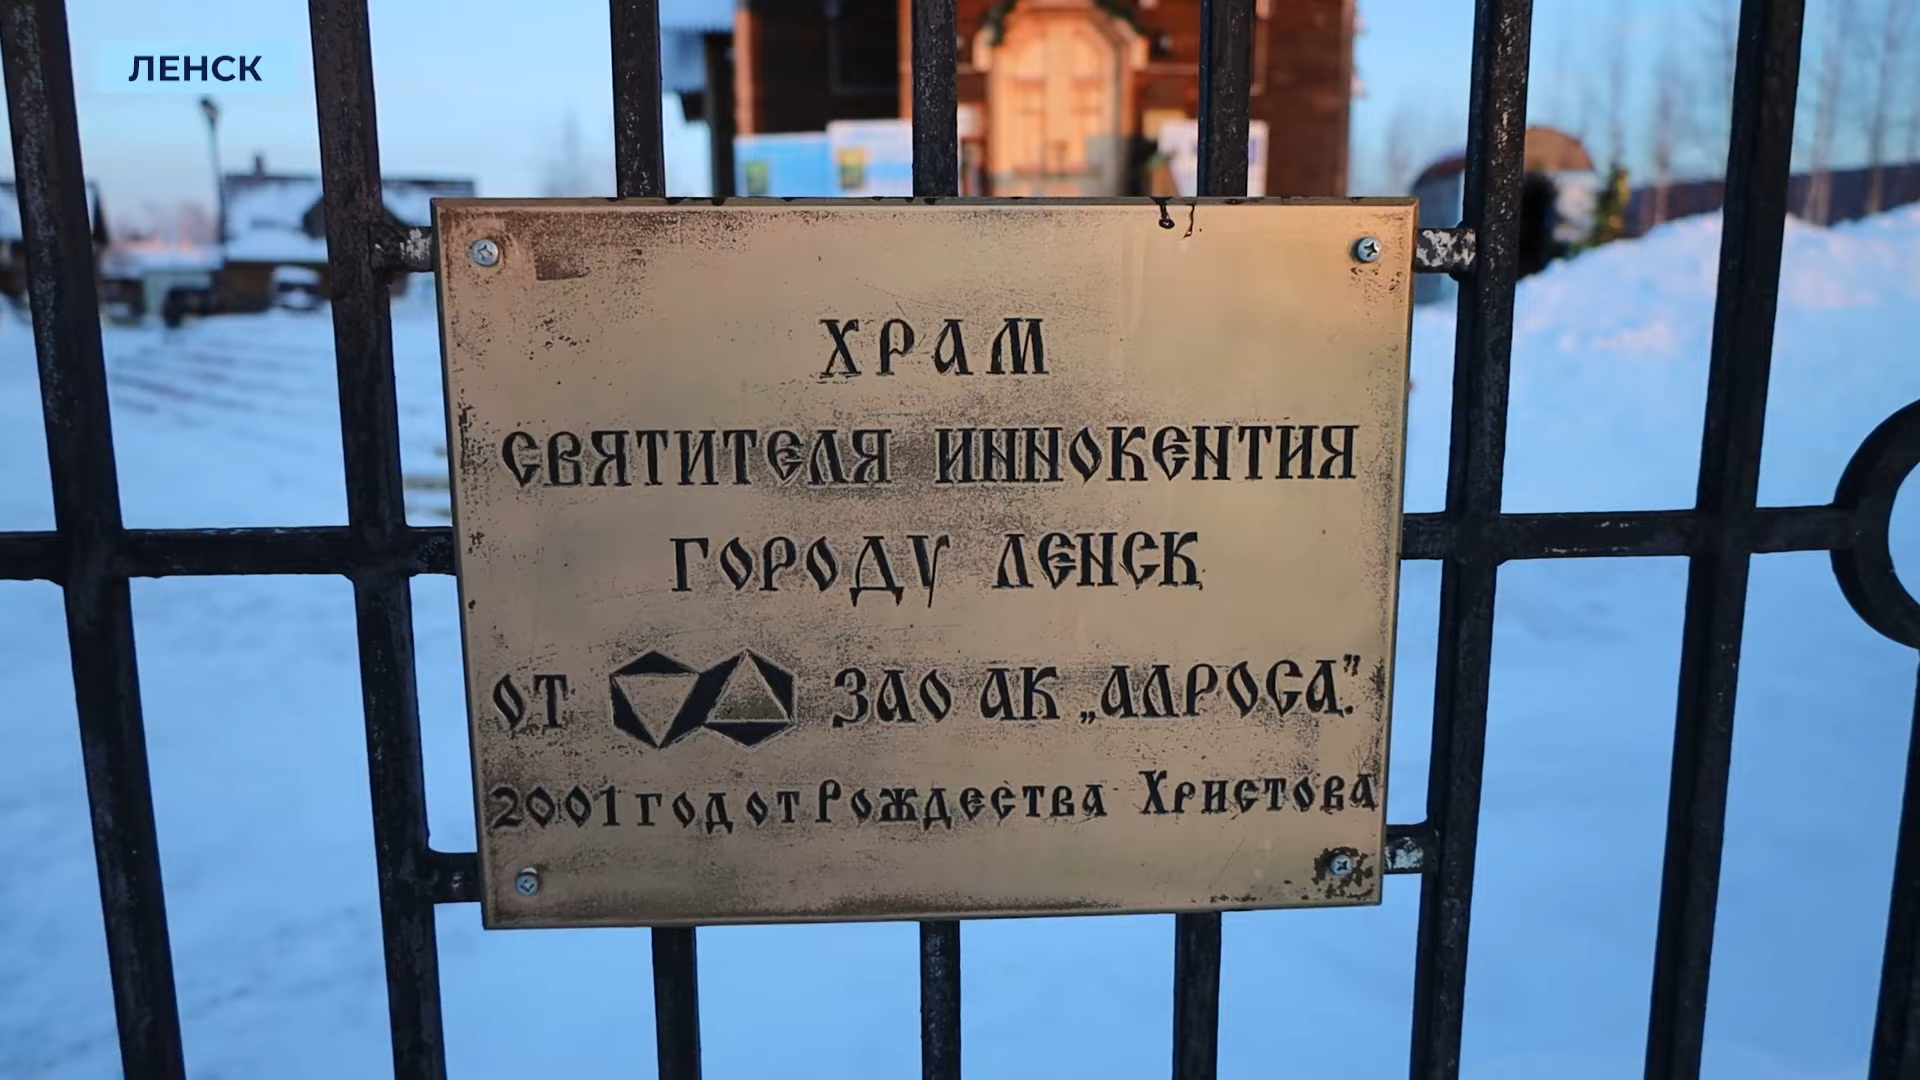 ЛЕНСК
ХРАМ
СВЯТИТЕЛЯ ИННОКЕНТИЯ
ГОРОДУ ЛЕНСК
ОТ ЗАО АК „АЛРОСА."
2001 год от Рождества Христова